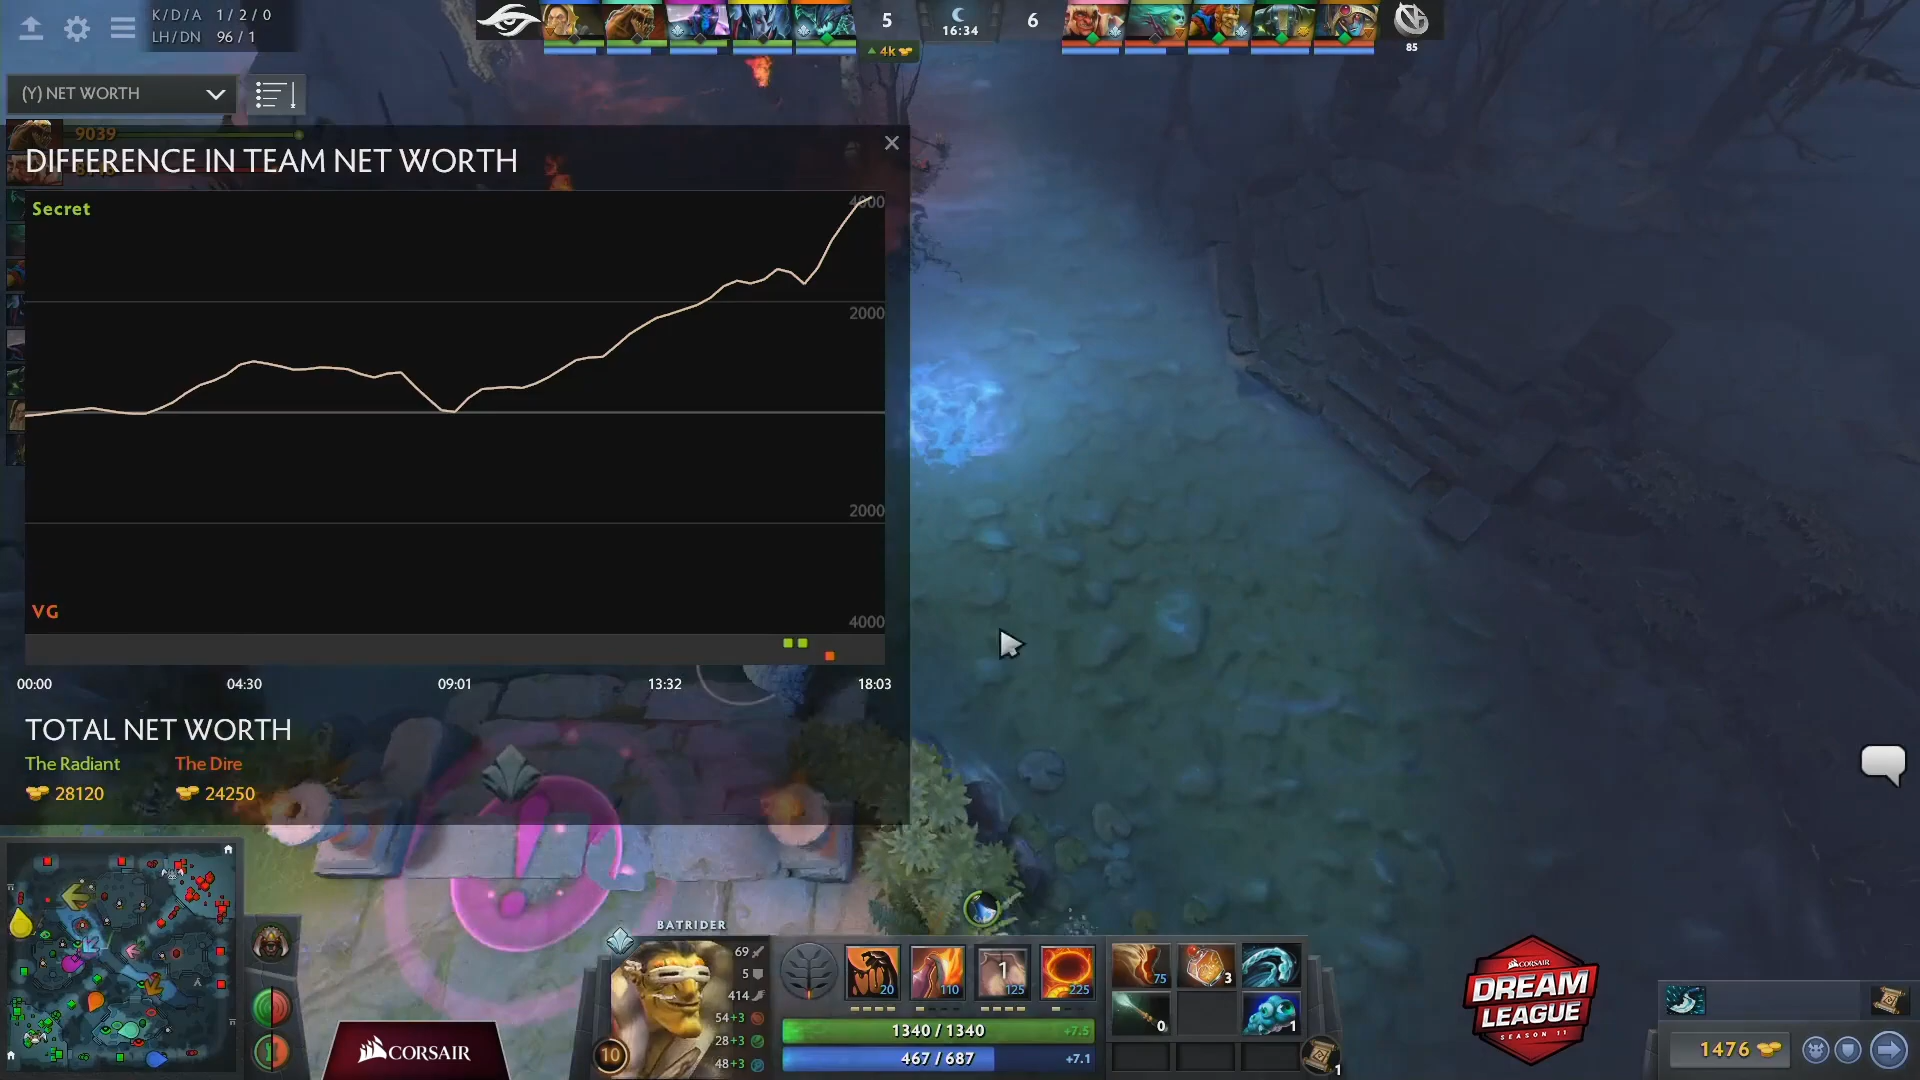 K/D/A 1 / 2 / 0
LH/DN 96 / 1
5
16:34
6
4k
85
(Y) NET WORTH
9039
DIFFERENCE IN TEAM NET WORTH
Secret
4000
2000
2000
VG
4000
00:00 04:30 09:01 13:32 18:03
TOTAL NET WORTH
The Radiant The Dire
28120 24250
BATRIDER
69
5
414
54+3
28+3
48+3
10
20 110 1 125 225
1340 / 1340 +7.5
467 / 687 +7.1
75 3
0 1
1
CORSAIR
CORSAIR
DREAM
LEAGUE
SEASON 11
1476